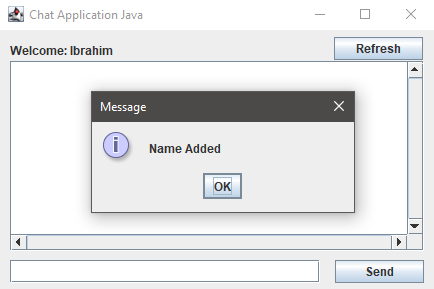 Chat Application Java
Welcome: Ibrahim
Refresh
Message
Name Added
OK
Send